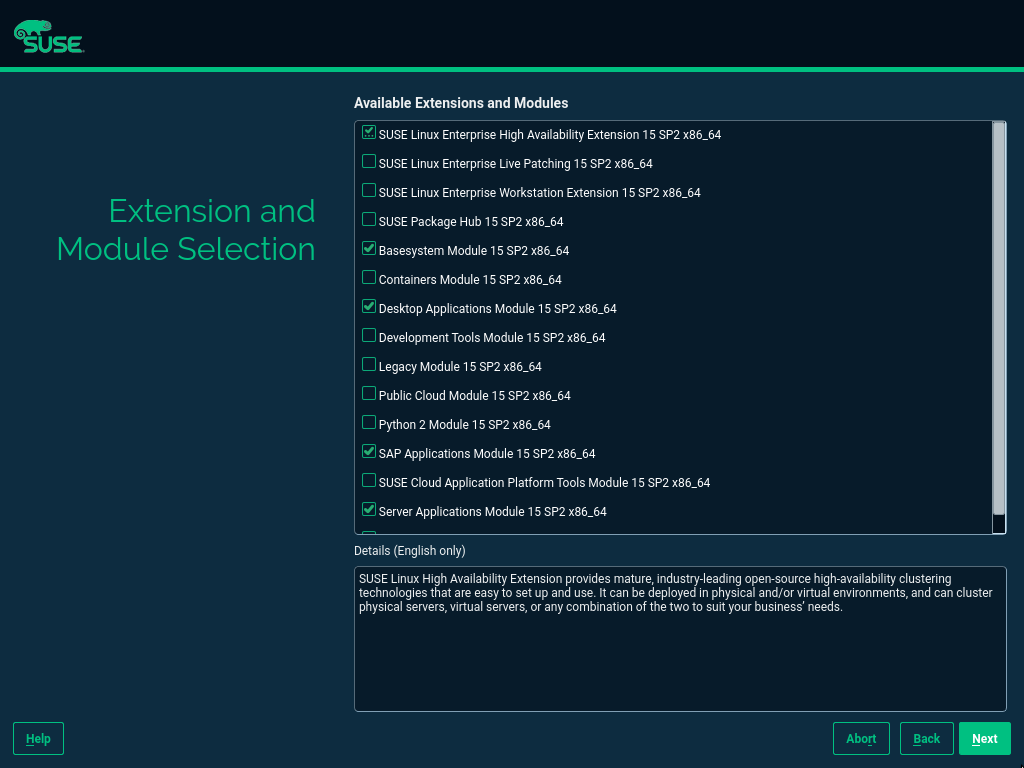 SUSE
Available Extensions and Modules
Extension and
Module Selection
SUSE Linux Enterprise High Availability Extension 15 SP2 x86_64
SUSE Linux Enterprise Live Patching 15 SP2 x86_64
SUSE Linux Enterprise Workstation Extension 15 SP2 x86_64
SUSE Package Hub 15 SP2 x86_64
Basesystem Module 15 SP2 x86_64
Containers Module 15 SP2 x86_64
Desktop Applications Module 15 SP2 x86_64
Development Tools Module 15 SP2 x86_64
Legacy Module 15 SP2 x86_64
Public Cloud Module 15 SP2 x86_64
Python 2 Module 15 SP2 x86_64
SAP Applications Module 15 SP2 x86_64
SUSE Cloud Application Platform Tools Module 15 SP2 x86_64
Server Applications Module 15 SP2 x86_64
Details (English only)
SUSE Linux High Availability Extension provides mature, industry-leading open-source high-availability clustering
technologies that are easy to set up and use. It can be deployed in physical and/or virtual environments, and can cluster
physical servers, virtual servers, or any combination of the two to suit your business’ needs.
Help
Abort
Back
Next